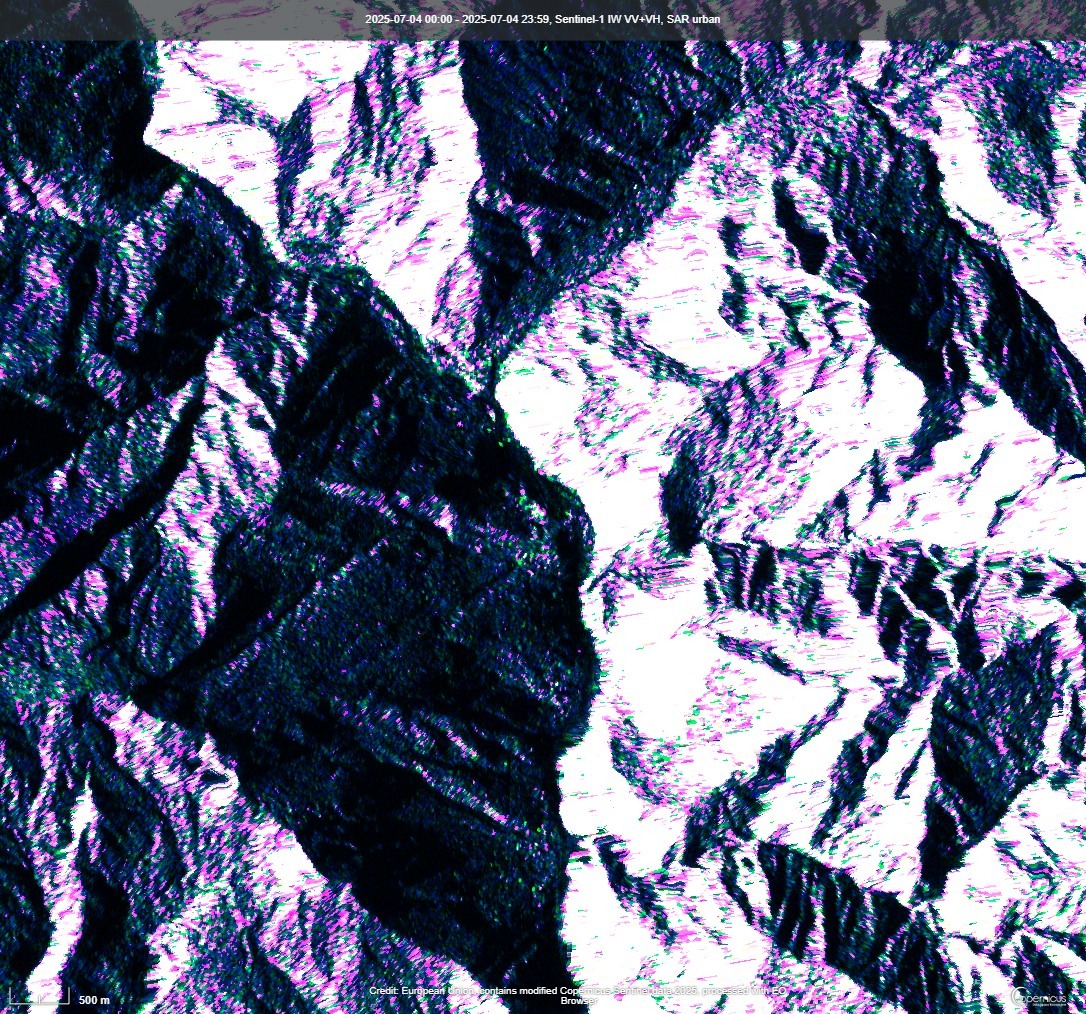 2025-07-04 00:00 - 2025-07-04 23:59, Sentinel-1 IW VV+VH, SAR urban
500 m
Credit: European Union, contains modified Copernicus Sentinel data 2025, processed with EO
Browser
opernicus